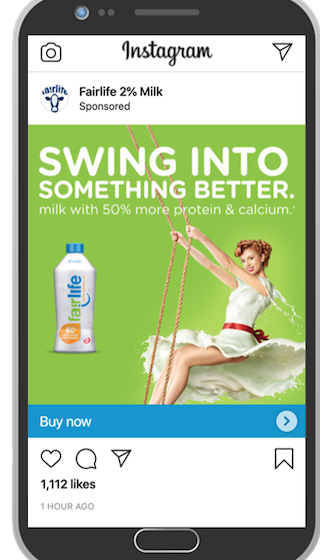 Instagram
fairlife
Fairlife 2% Milk
Sponsored
SWING INTO
SOMETHING BETTER.
milk with 50% more protein & calcium.*
fairlife
Buy now
1,112 likes
1 HOUR AGO